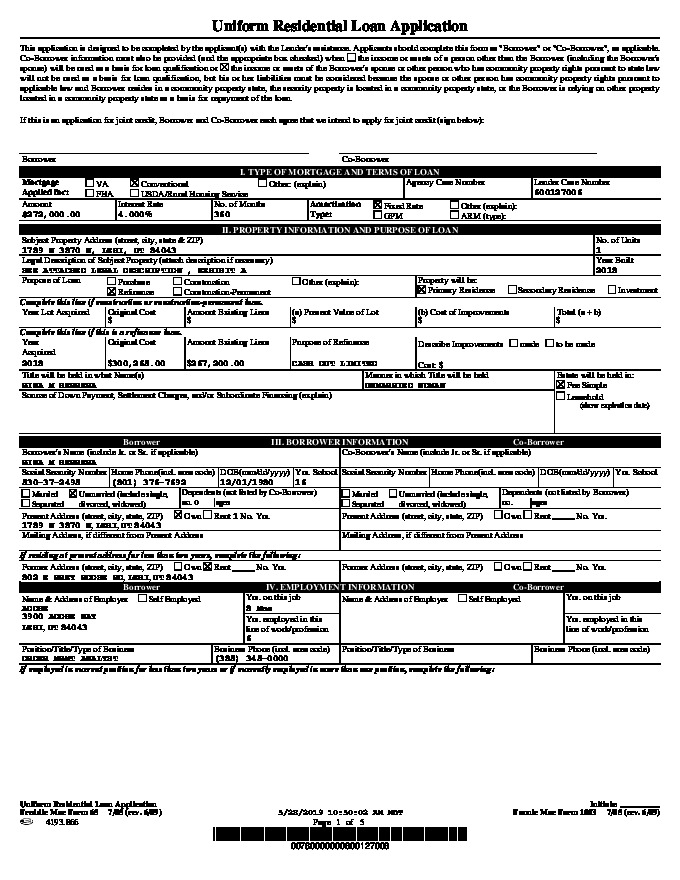 Uniform Residential Loan Application
This application is designed to be completed by the applicant(s) with the Lender's assistance. Applicants should complete this form as "Borrower" or "Co-Borrower", as applicable.
Co-Borrower information must also be provided (and the appropriate box checked) when ☐ the income or assets of a person other than the Borrower (including the Borrower's
spouse) will be used as a basis for loan qualification or ☒ the income or assets of the Borrower's spouse or other person who has community property rights pursuant to state law
will not be used as a basis for loan qualification, but his or her liabilities must be considered because the spouse or other person has community property rights pursuant to
applicable law and Borrower resides in a community property state, the security property is located in a community property state, or the Borrower is relying on other property
located in a community property state as a basis for repayment of the loan.
If this is an application for joint credit, Borrower and Co-Borrower each agree that we intend to apply for joint credit (sign below):
Borrower Co-Borrower
I. TYPE OF MORTGAGE AND TERMS OF LOAN
Mortgage ☐ VA ☒ Conventional ☐ Other: (explain) Agency Case Number Lender Case Number
Applied for: ☐ FHA ☐ USDA/Rural Housing Service 600127006
Amount Interest Rate No. of Months Amortization ☒ Fixed Rate ☐ Other (explain):
$272,000.00 4.000% 360 Type: ☐ GPM ☐ ARM (type):
II. PROPERTY INFORMATION AND PURPOSE OF LOAN
Subject Property Address (street, city, state & ZIP) No. of Units
1789 N 3870 W, LEHI, UT 84043 1
Legal Description of Subject Property (attach description if necessary) Year Built
SEE ATTACHED LEGAL DESCRIPTION , EXHIBIT A 2018
Purpose of Loan ☐ Purchase ☐ Construction ☐ Other (explain): Property will be:
☒ Refinance ☐ Construction-Permanent ☒ Primary Residence ☐ Secondary Residence ☐ Investment
Complete this line if construction or construction-permanent loan.
Year Lot Acquired Original Cost Amount Existing Liens (a) Present Value of Lot (b) Cost of Improvements Total (a + b)
$ $ $ $ $
Complete this line if this is a refinance loan.
Year Original Cost Amount Existing Liens Purpose of Refinance Describe Improvements ☐ made ☐ to be made
Acquired
2018 $300,268.00 $267,200.00 CASH OUT LIMITED Cost: $
Title will be held in what Name(s) Manner in which Title will be held Estate will be held in:
UNMARRIED WOMAN ☒ Fee Simple
Source of Down Payment, Settlement Charges, and/or Subordinate Financing (explain) ☐ Leasehold
(show expiration date)
Borrower III. BORROWER INFORMATION Co-Borrower
Borrower's Name (include Jr. or Sr. if applicable) Co-Borrower's Name (include Jr. or Sr. if applicable)
Social Security Number Home Phone(incl. area code) DOB(mm/dd/yyyy) Yrs. School Social Security Number Home Phone(incl. area code) DOB(mm/dd/yyyy) Yrs. School
830-37-2498 (801) 376-7692 12/01/1980 16
☐ Married ☒ Unmarried (include single, Dependents (not listed by Co-Borrower) ☐ Married ☐ Unmarried (include single, Dependents (not listed by Borrower)
☐ Separated divorced, widowed) no. 0 ages ☐ Separated divorced, widowed) no. ages
Present Address (street, city, state, ZIP) ☒ Own ☐ Rent 1 No. Yrs. Present Address (street, city, state, ZIP) ☐ Own ☐ Rent No. Yrs.
1789 N 3870 W, LEHI, UT 84043
Mailing Address, if different from Present Address Mailing Address, if different from Present Address
If residing at present address for less than two years, complete the following:
Former Address (street, city, state, ZIP) ☐ Own ☒ Rent No. Yrs. Former Address (street, city, state, ZIP) ☐ Own ☐ Rent No. Yrs.
UT 84043
Borrower IV. EMPLOYMENT INFORMATION Co-Borrower
Name & Address of Employer ☐ Self Employed Yrs. on this job Name & Address of Employer ☐ Self Employed Yrs. on this job
ADOBE 8 Mos
3900 ADOBE WAY Yrs. employed in this Yrs. employed in this
LEHI, UT 84043 line of work/profession line of work/profession
6
Position/Title/Type of Business Business Phone (incl. area code) Position/Title/Type of Business Business Phone (incl. area code)
ORDER MGMT ANALYST (385) 345-0000
If employed in current position for less than two years or if currently employed in more than one position, complete the following:
Uniform Residential Loan Application Initials:
Freddie Mac Form 65 7/05 (rev. 6/09) 5/28/2019 10:50:02 AM MDT Fannie Mae Form 1003 7/05 (rev. 6/09)
4193.866 Page 1 of 5